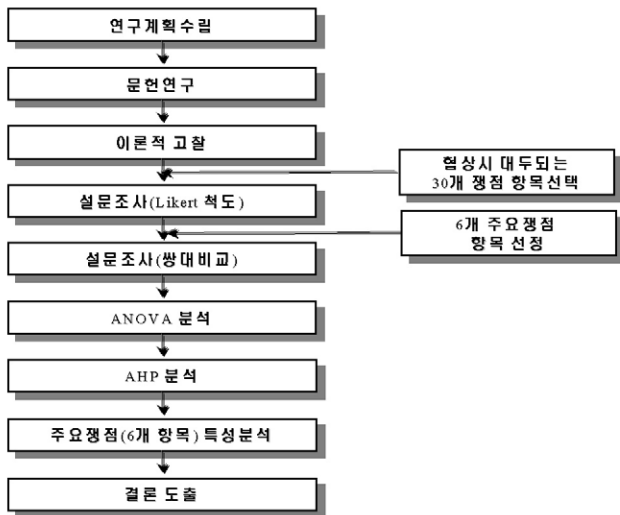 연구계획수립
문헌연구
이론적 고찰
협상시 대두되는
30개 쟁점 항목선택
설문조사(Likert 척도)
6개 주요쟁점
항목 선정
설문조사(쌍대비교)
ANOVA 분석
AHP 분석
주요쟁점(6개 항목) 특성분석
결론 도출